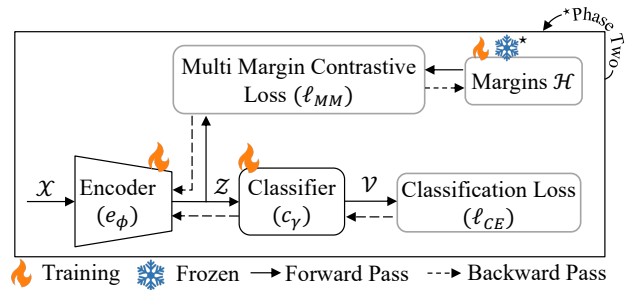 *Phase Two
Multi Margin Contrastive
Loss (ℓ_MM)
*
Margins ℋ
𝒳
Encoder
(e_ϕ)
𝒵
Classifier
(c_γ)
𝒱
Classification Loss
(ℓ_CE)
Training Frozen Forward Pass Backward Pass